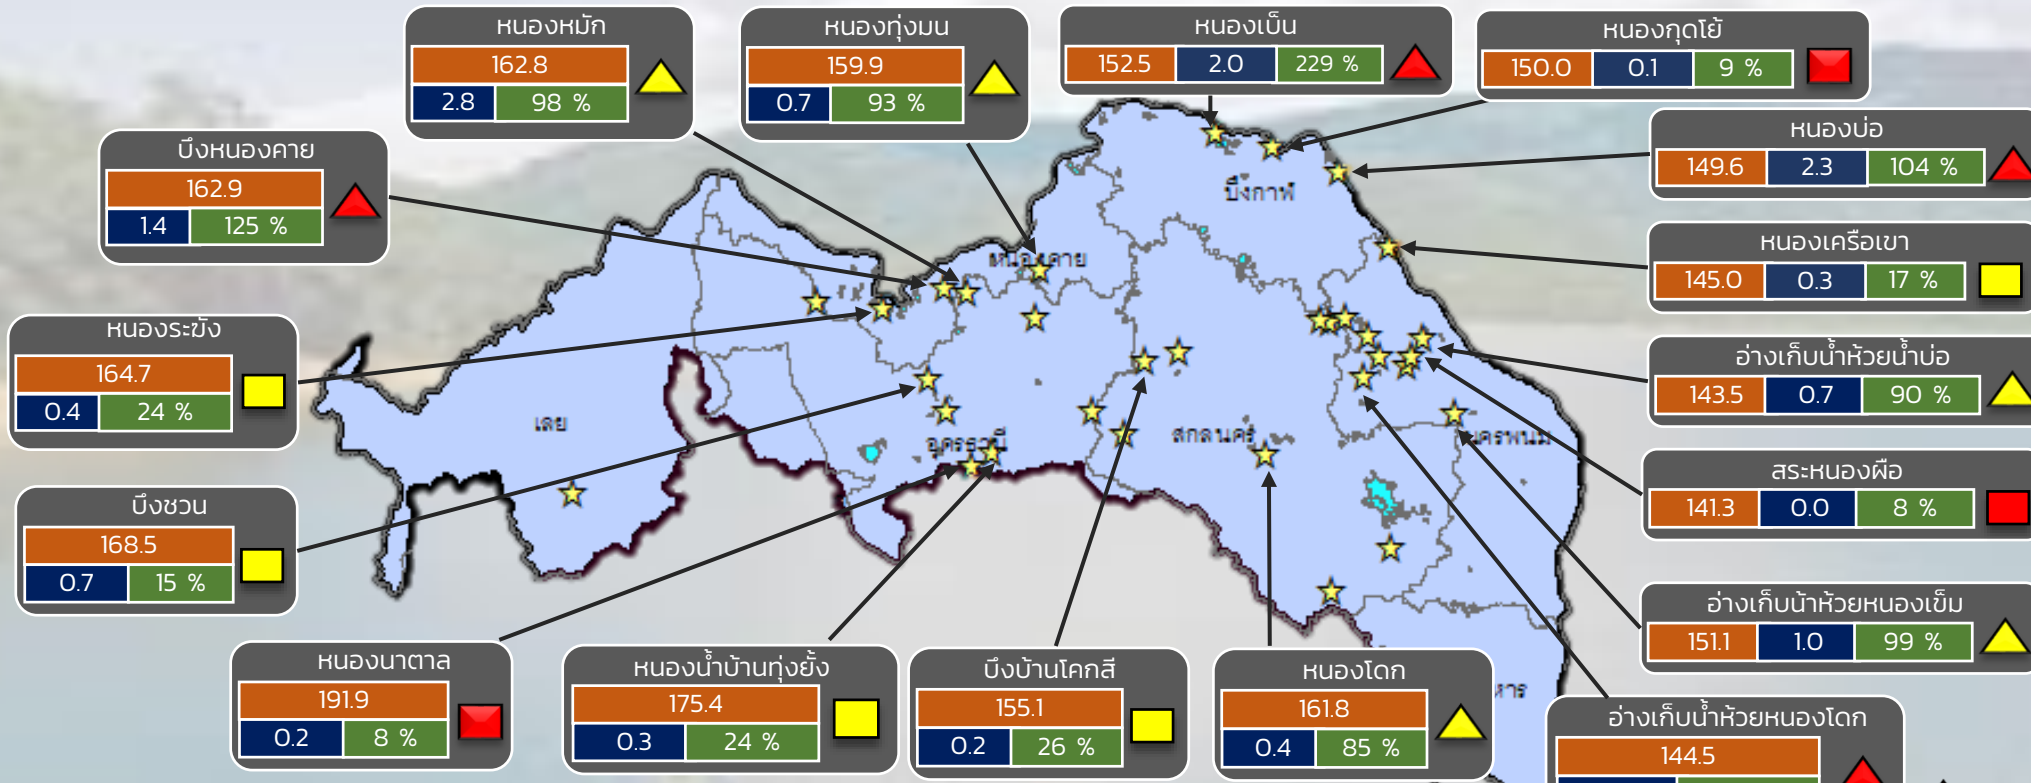 หนองหมัก
162.8
2.8 98 %
หนองทุ่งมน
159.9
0.7 93 %
หนองเบ็น
152.5 2.0 229 %
หนองกุดโย้
150.0 0.1 9 %
บึงหนองคาย
162.9
1.4 125 %
หนองบ่อ
149.6 2.3 104 %
บึงกาฬ
หนองเครือเขา
145.0 0.3 17 %
หนองคาย
หนองระฆัง
164.7
0.4 24 %
อ่างเก็บน้ำห้วยน้ำบ่อ
143.5 0.7 90 %
เลย
อุดรธานี
สกลนคร
นครพนม
สระหนองผือ
141.3 0.0 8 %
บึงชวน
168.5
0.7 15 %
อ่างเก็บน้าห้วยหนองเข็ม
151.1 1.0 99 %
หนองนาตาล
191.9
0.2 8 %
หนองน้ำบ้านทุ่งยั้ง
175.4
0.3 24 %
บึงบ้านโคกสี
155.1
0.2 26 %
หนองโดก
161.8
0.4 85 %
หาร
อ่างเก็บน้ำห้วยหนองโดก
144.5